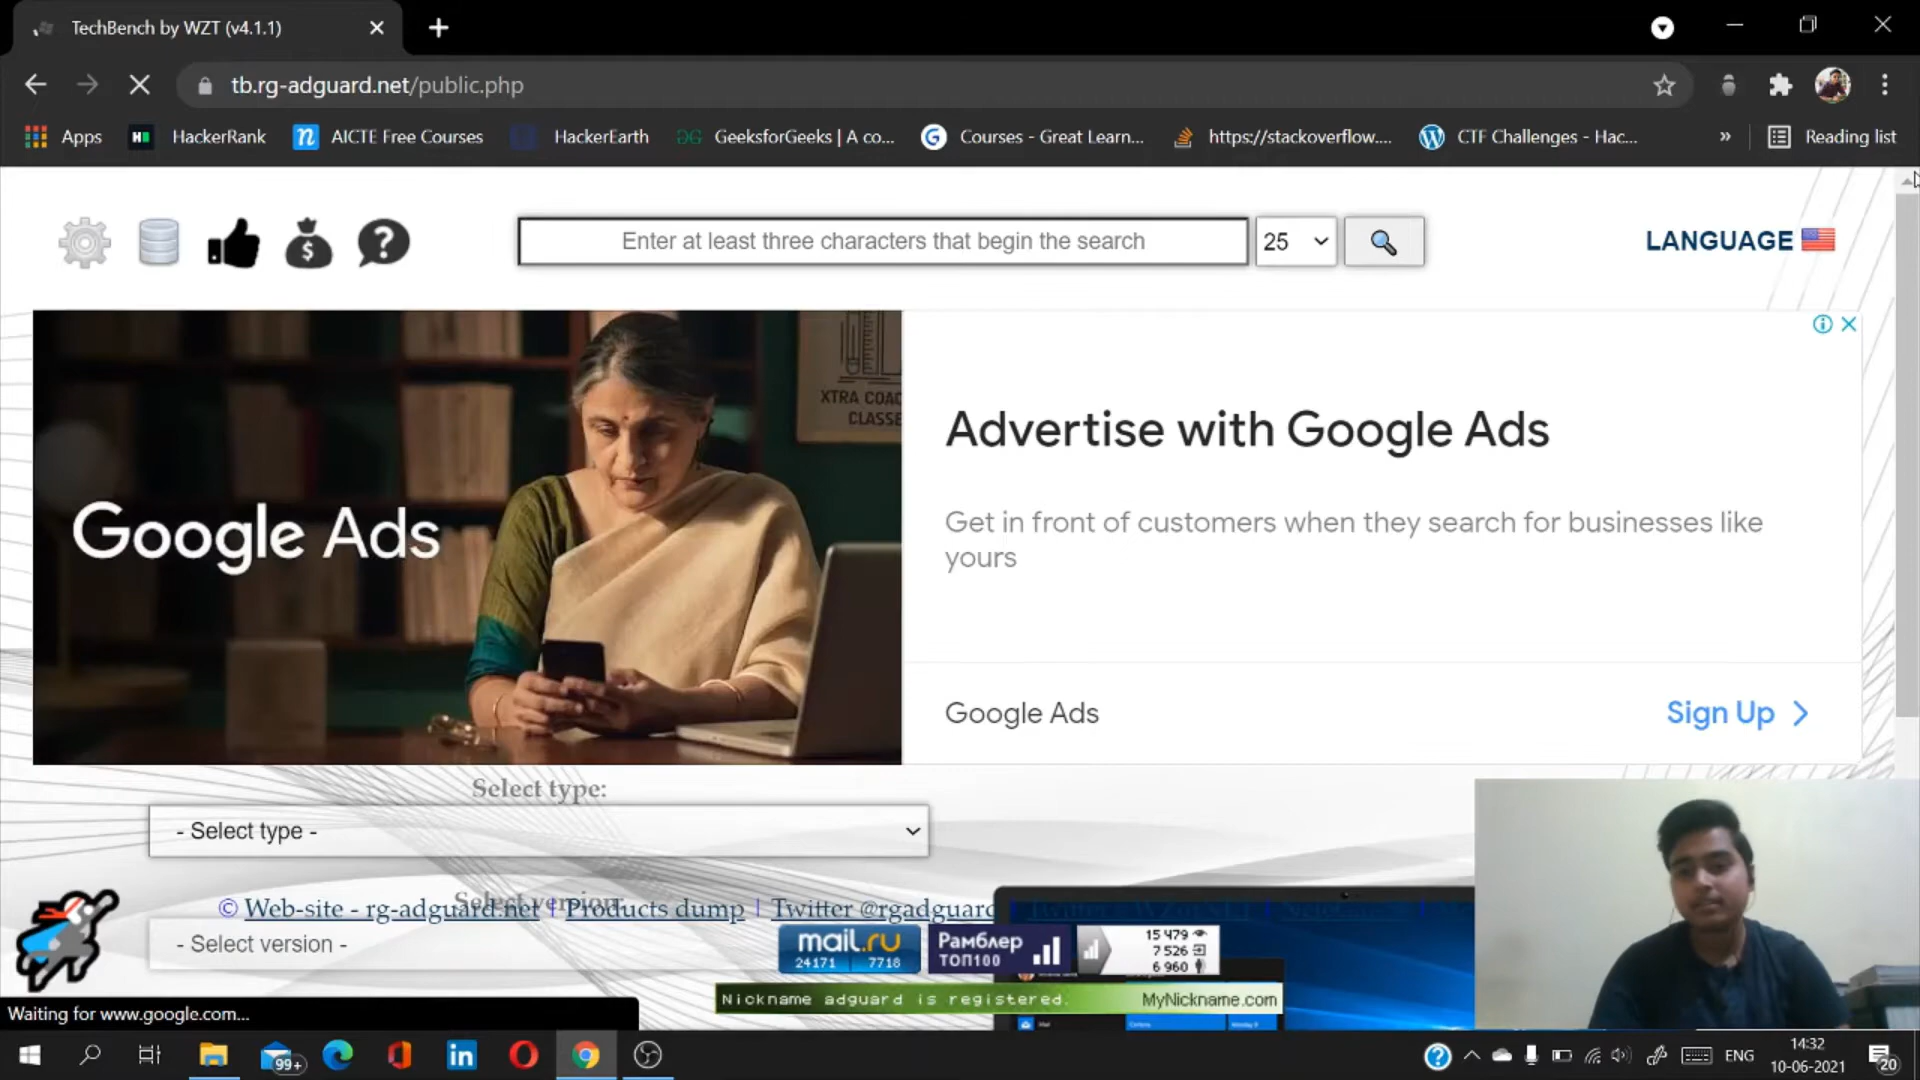 TechBench by WZT (v4.1.1)
tb.rg-adguard.net/public.php
Apps
HackerRank
AICTE Free Courses
HackerEarth
GeeksforGeeks | A co...
Courses - Great Learn...
https://stackoverflow....
CTF Challenges - Hac...
»
Reading list
Enter at least three characters that begin the search
25
LANGUAGE
XTRA COAC
CLASSE
Google Ads
Advertise with Google Ads
Get in front of customers when they search for businesses like
yours
Google Ads
Sign Up
Select type:
- Select type -
Select version:
© Web-site - rg-adguard.net | Products dump | Twitter @rgadguard
- Select version -
mail.ru
24171 7718
Рамблер
ТОП100
15 479
7 526
6 960
Nickname adguard is registered.
MyNickname.com
Waiting for www.google.com...
99+
ENG
14:32
10-06-2021
20